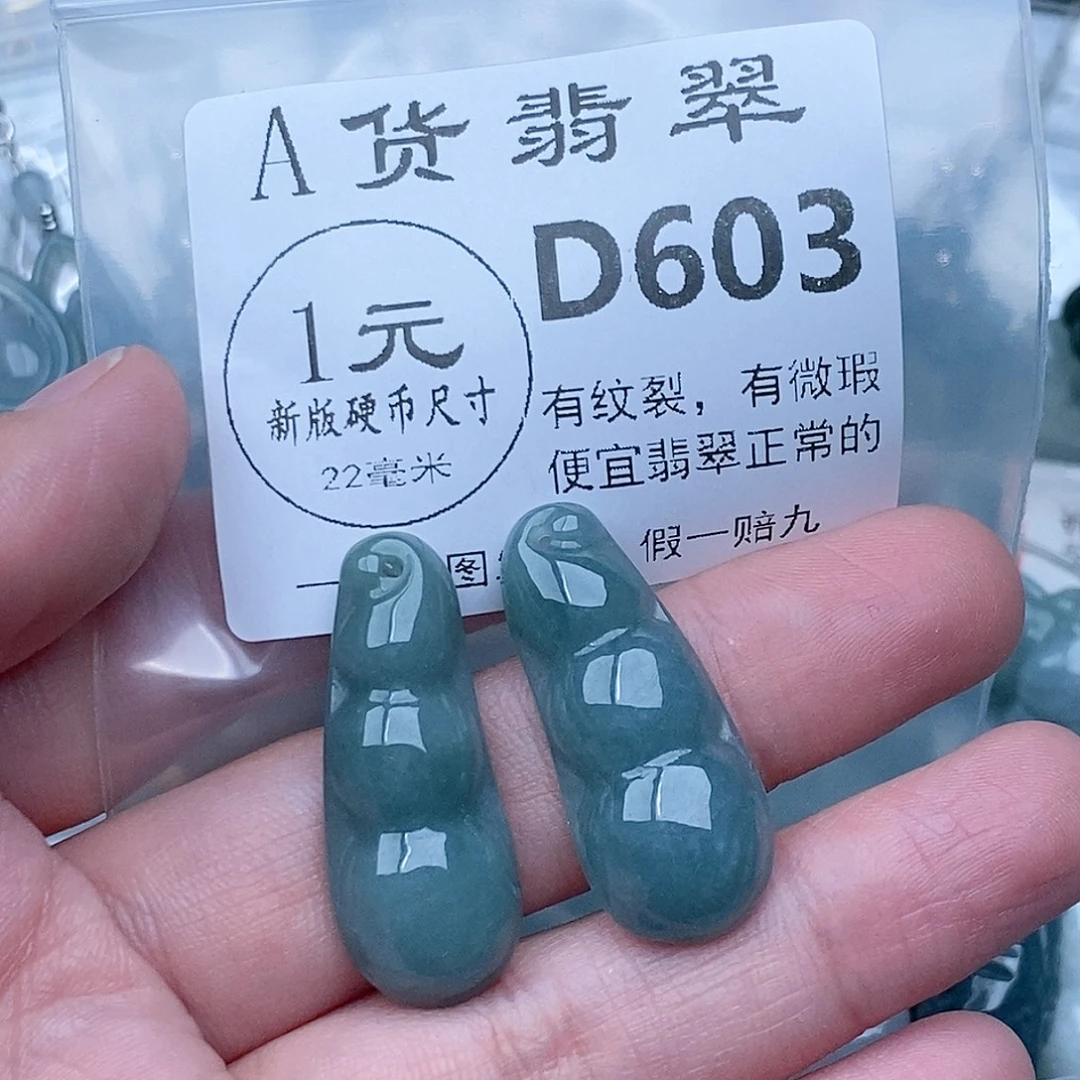 A货翡翠
D603
1元
新版硬币尺寸
22毫米
有纹裂，有微瑕
便宜翡翠正常的
假一赔九
图